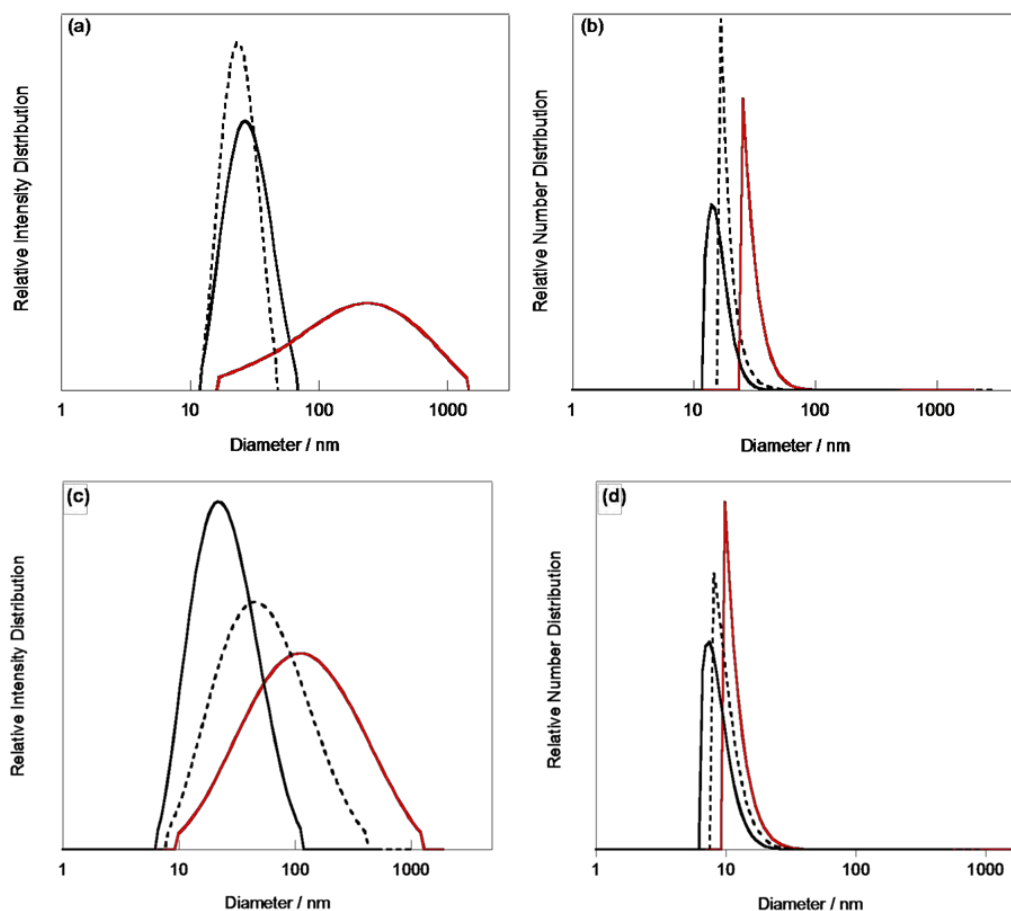 (a)
Relative Intensity Distribution
1 10 100 1000
Diameter / nm
(b)
Relative Number Distribution
1 10 100 1000
Diameter / nm
(c)
Relative Intensity Distribution
1 10 100 1000
Diameter / nm
(d)
Relative Number Distribution
1 10 100 1000
Diameter / nm